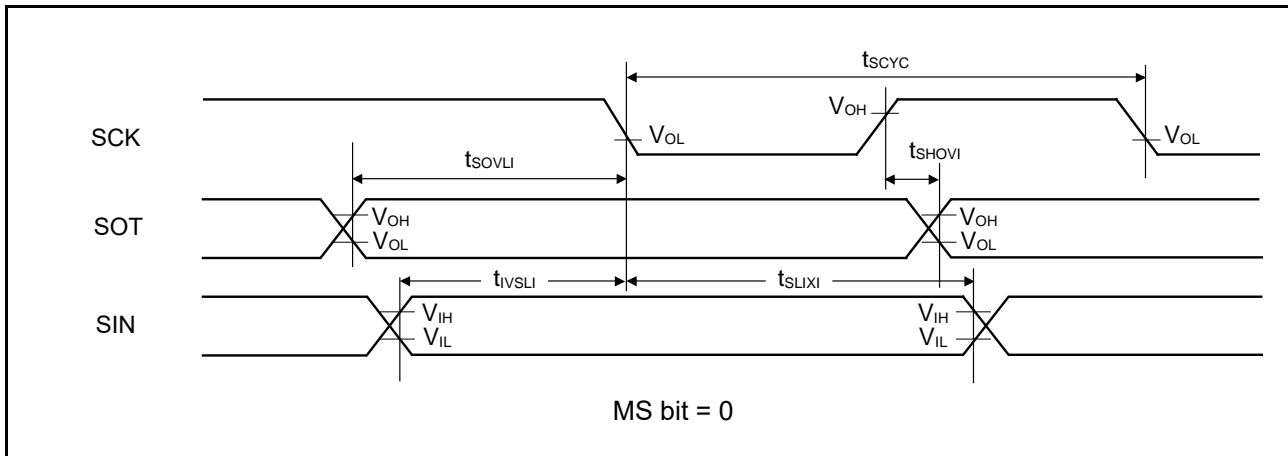 tSCYC
SCK
VOH
VOL
VOL
tSOVLI
tSHOVI
SOT
VOH
VOH
VOL
VOL
tIVSLI
tSLIXI
SIN
VIH
VIH
VIL
VIL
MS bit = 0